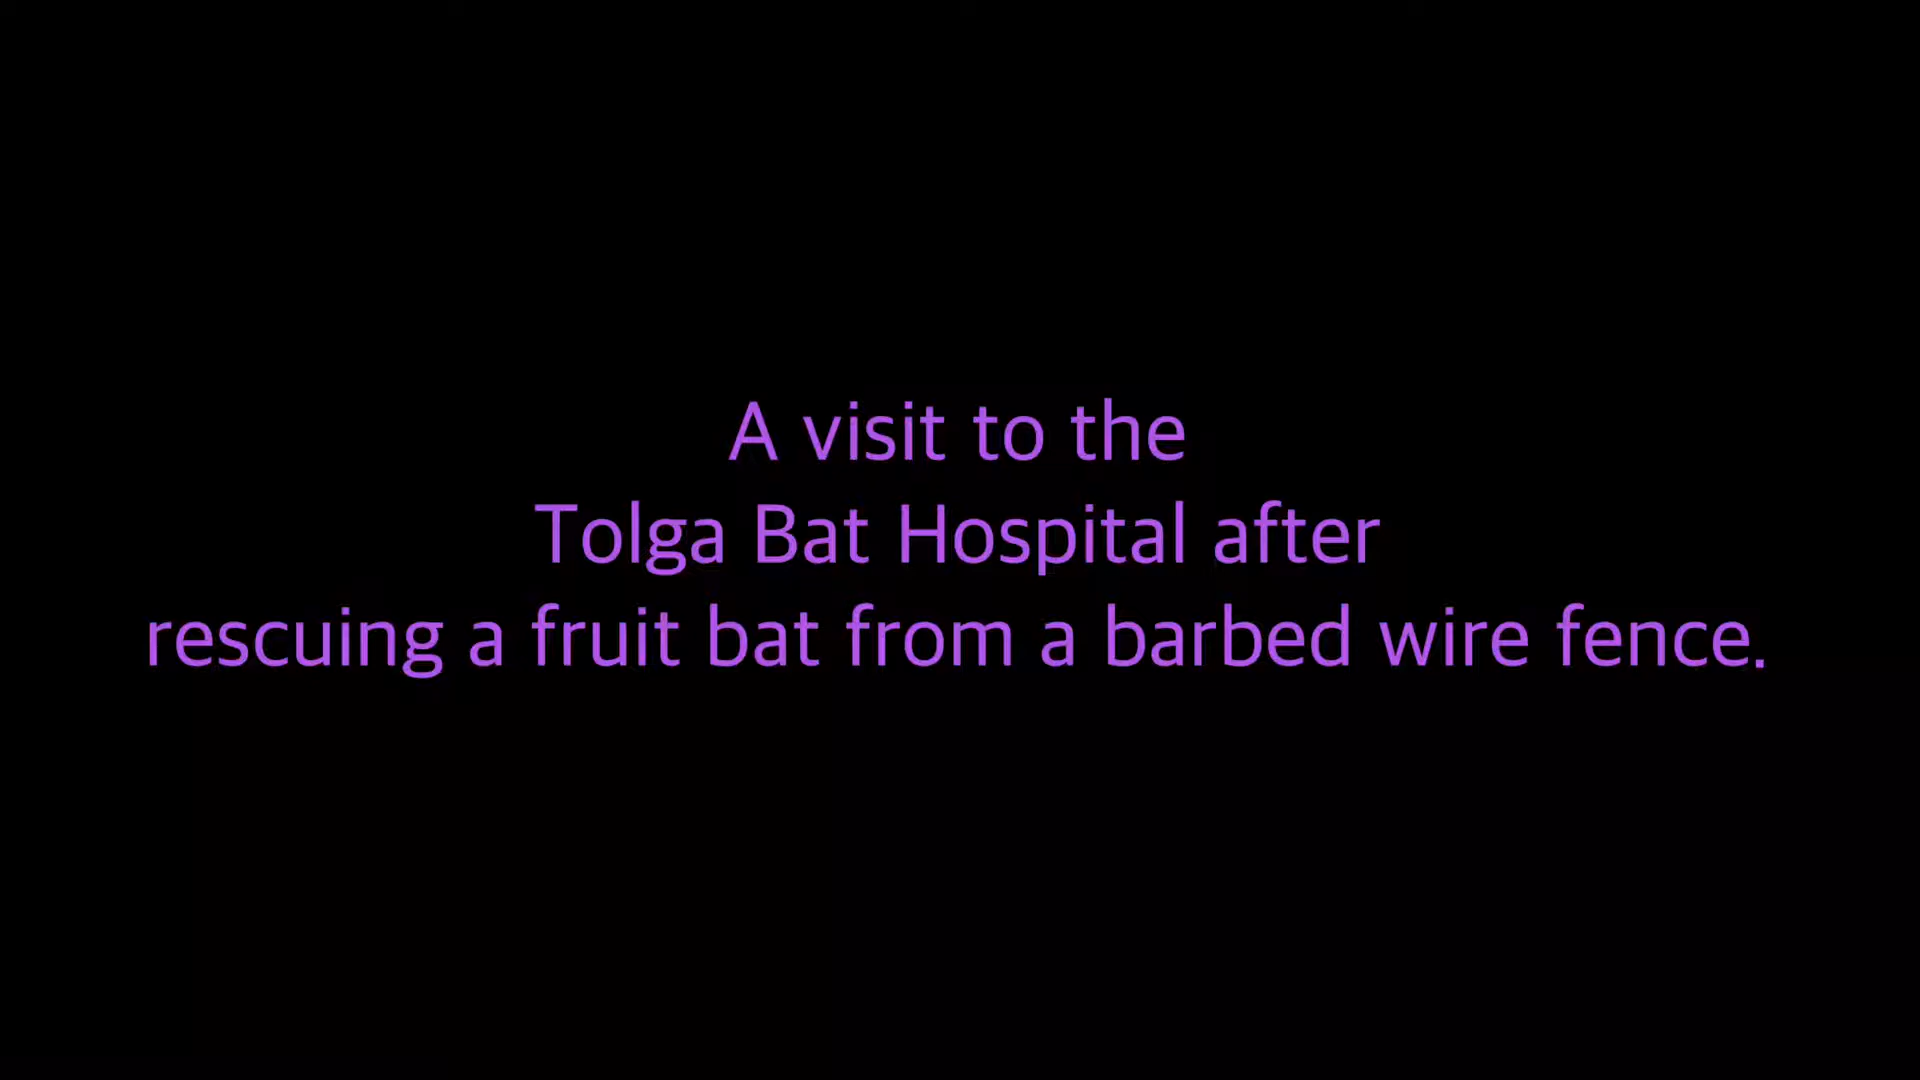 A visit to the
Tolga Bat Hospital after
rescuing a fruit bat from a barbed wire fence.